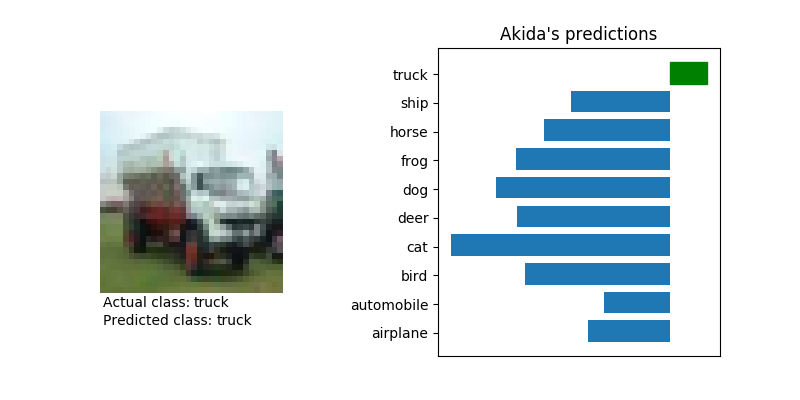 Akida's predictions
truck
ship
horse
frog
dog
deer
cat
bird
automobile
airplane
Actual class: truck
Predicted class: truck